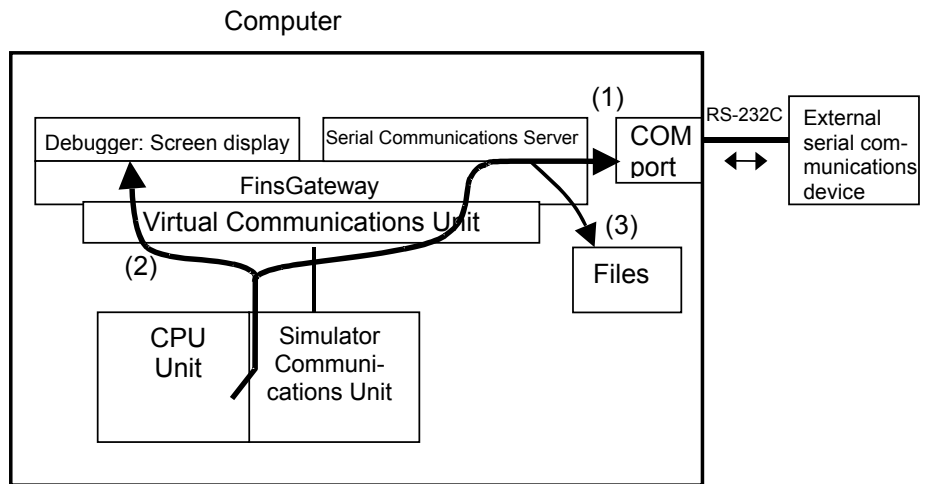 Computer
(1)
RS-232C
External
serial com-
munications
device
Debugger: Screen display
Serial Communications Server
COM
port
FinsGateway
Virtual Communications Unit
(2)
(3)
Files
CPU
Unit
Simulator
Communi-
cations Unit